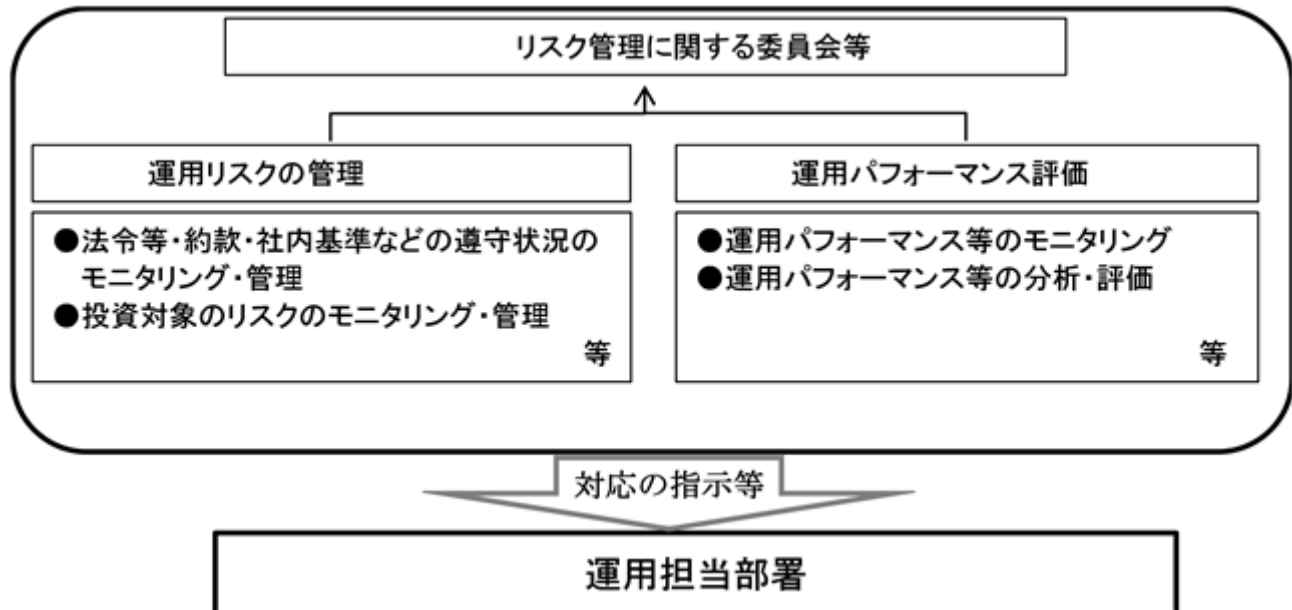 リスク管理に関する委員会等
運用リスクの管理
●法令等・約款・社内基準などの遵守状況の
モニタリング・管理
●投資対象のリスクのモニタリング・管理
等
運用パフォーマンス評価
●運用パフォーマンス等のモニタリング
●運用パフォーマンス等の分析・評価
等
対応の指示等
運用担当部署